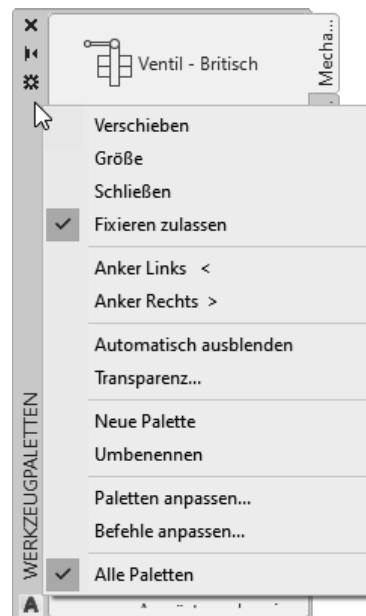 Ventil - Britisch
Mecha...
Verschieben
Größe
Schließen
Fixieren zulassen
Anker Links <
Anker Rechts >
Automatisch ausblenden
Transparenz...
Neue Palette
Umbenennen
Paletten anpassen...
Befehle anpassen...
Alle Paletten
WERKZEUGPALETTEN